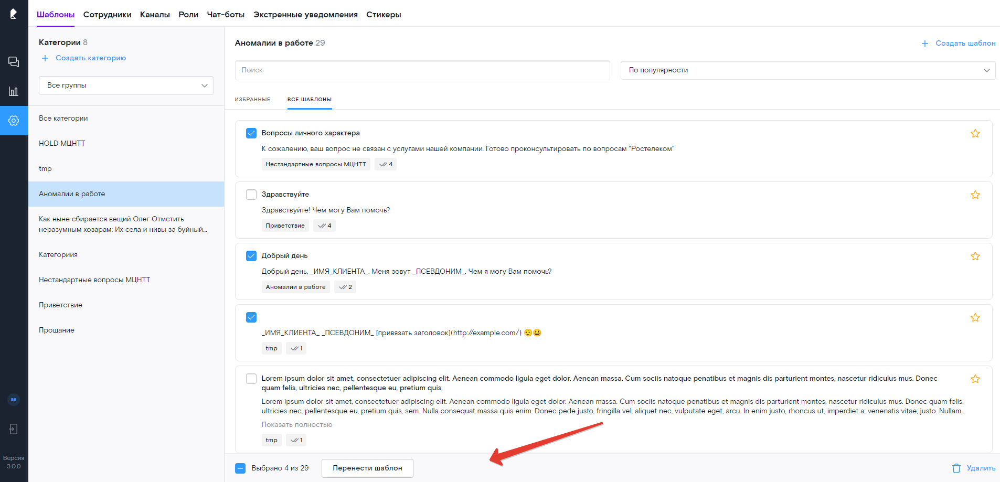 Шаблоны Сотрудники Каналы Роли Чат-боты Экстренные уведомления Стикеры
Категории 8
Создать категорию
Все группы
Все категории
HOLD МЦНТТ
tmp
Аномалии в работе
Как ныне сбирается вещий Олег Отмстить
неразумным хозарам: Их села и нивы за буйный...
Категориия
Нестандартные вопросы МЦНТТ
Приветствие
Прощание
aa
Версия
3.0.0
Аномалии в работе 29
Создать шаблон
Поиск
По популярности
ИЗБРАННЫЕ ВСЕ ШАБЛОНЫ
Вопросы личного характера
К сожалению, ваш вопрос не связан с услугами нашей компании. Готово проконсультировать по вопросам "Ростелеком"
Нестандартные вопросы МЦНТТ 4
Здравствуйте
Здравствуйте! Чем могу Вам помочь?
Приветствие 4
Добрый день
Добрый день, _ИМЯ_КЛИЕНТА_. Меня зовут _ПСЕВДОНИМ_. Чем я могу Вам помочь?
Аномалии в работе 2
_ИМЯ_КЛИЕНТА_ _ПСЕВДОНИМ_ [привязать заголовок](http://example.com/) 😧😃
tmp 1
Lorem ipsum dolor sit amet, consectetuer adipiscing elit. Aenean commodo ligula eget dolor. Aenean massa. Cum sociis natoque penatibus et magnis dis parturient montes, nascetur ridiculus mus. Donec
quam felis, ultricies nec, pellentesque eu, pretium quis,
Lorem ipsum dolor sit amet, consectetuer adipiscing elit. Aenean commodo ligula eget dolor. Aenean massa. Cum sociis natoque penatibus et magnis dis parturient montes, nascetur ridiculus mus. Donec quam felis,
ultricies nec, pellentesque eu, pretium quis, sem. Nulla consequat massa quis enim. Donec pede justo, fringilla vel, aliquet nec, vulputate eget, arcu. In enim justo, rhoncus ut, imperdiet a, venenatis vitae, justo. Nullam...
Показать полностью
tmp 1
Выбрано 4 из 29
Перенести шаблон
Удалить